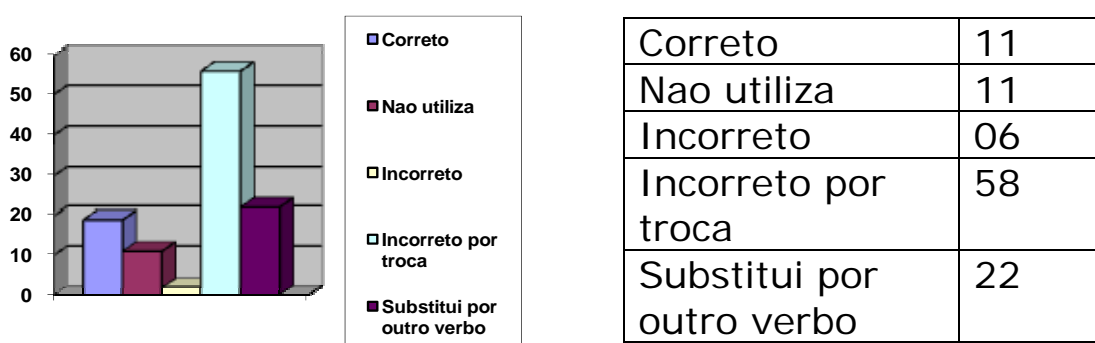 60
50
40
30
20
10
0
Correto
Nao utiliza
Incorreto
Incorreto por
troca
Substitui por
outro verbo
Correto 11
Nao utiliza 11
Incorreto 06
Incorreto por 58
troca
Substitui por 22
outro verbo